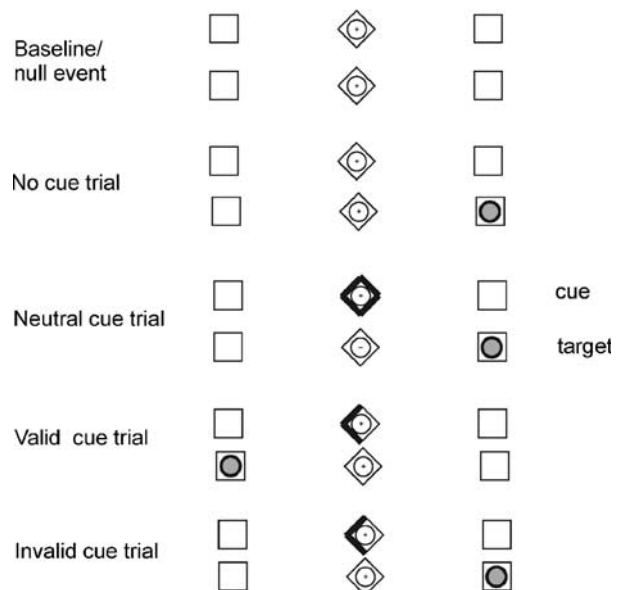 Baseline/
null event
No cue trial
Neutral cue trial
cue
target
Valid cue trial
Invalid cue trial